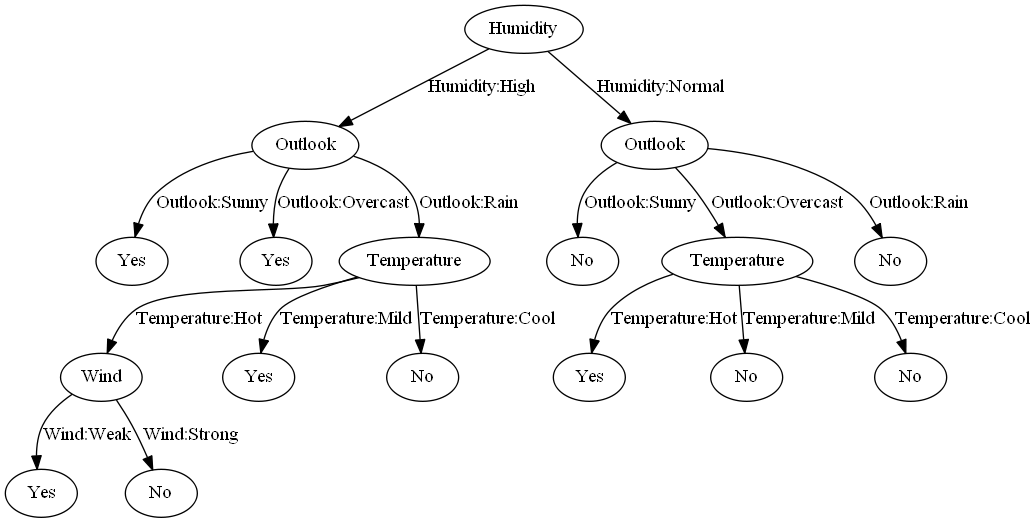 Humidity
Humidity:High Humidity:Normal
Outlook Outlook
Outlook:Sunny Outlook:Overcast Outlook:Rain Outlook:Sunny Outlook:Overcast Outlook:Rain
Yes Yes Temperature No Temperature No
Temperature:Hot Temperature:Mild Temperature:Cool Temperature:Hot Temperature:Mild Temperature:Cool
Wind Yes No Yes No No
Wind:Weak Wind:Strong
Yes No